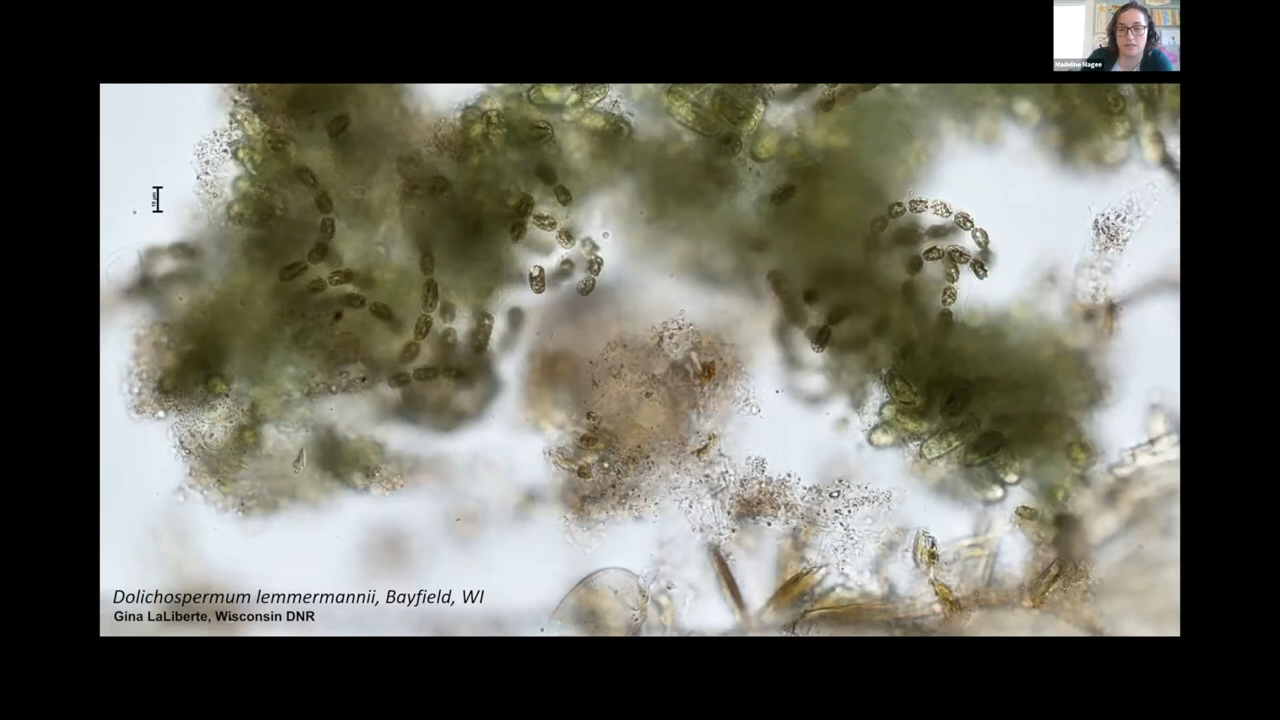 Madeline Magee
Dolichospermum lemmermannii, Bayfield, WI
Gina LaLiberte, Wisconsin DNR